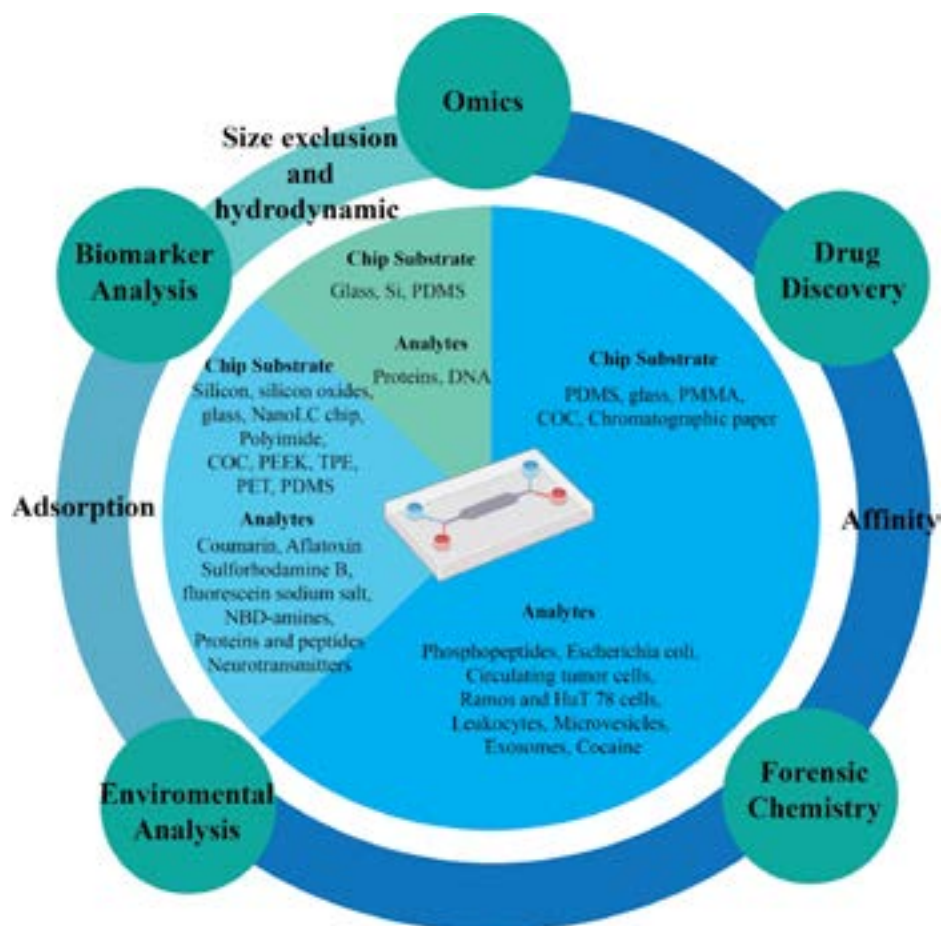 Omics
Size exclusion
and
hydrodynamic
Biomarker
Analysis
Drug
Discovery
Chip Substrate
Glass, Si, PDMS
Analytes
Proteins, DNA
Chip Substrate
Silicon, silicon oxides,
glass, NanoLC chip,
Polyimide,
COC, PEEK, TPE,
PET, PDMS
Analytes
Coumarin, Aflatoxin
Sulforhodamine B,
fluorescein sodium salt,
NBD-amines,
Proteins and peptides
Neurotransmitters
Chip Substrate
PDMS, glass, PMMA,
COC, Chromatographic paper
Analytes
Phosphopeptides, Escherichia coli,
Circulating tumor cells,
Ramos and HuT 78 cells,
Leukocytes, Microvesicles,
Exosomes, Cocaine
Adsorption
Affinity
Enviromental
Analysis
Forensic
Chemistry